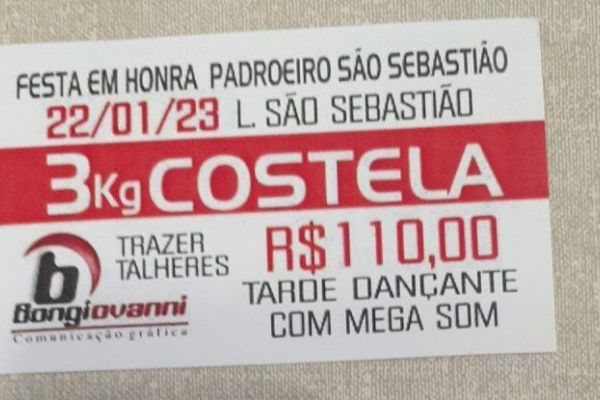 FESTA EM HONRA PADROEIRO SÃO SEBASTIÃO
22/01/23 L. SÃO SEBASTIÃO
3Kg COSTELA
TRAZER
TALHERES
R$110,00
TARDE DANÇANTE
COM MEGA SOM
b
Bongiovanni
Comunicação gráfica